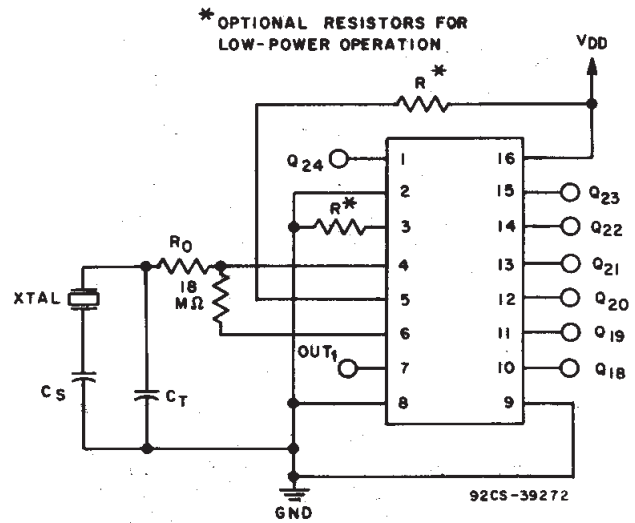 *OPTIONAL RESISTORS FOR
LOW-POWER OPERATION
VDD
R*
Q24
1
16
2
15
Q23
R*
3
14
Q22
RO
4
13
Q21
XTAL
18
MΩ
5
12
Q20
6
11
Q19
OUT1
7
10
Q18
CS
CT
8
9
GND
92CS-39272